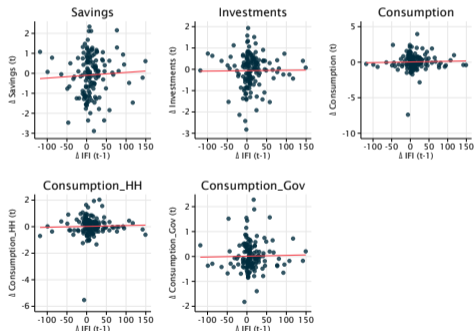 Savings
Investments
Consumption
Δ Savings (t)
Δ Investments (t)
Δ Consumption (t)
2
1
0
-1
-2
-3
2
1
0
-1
-2
-3
5
0
-5
-10
-100 -50 0 50 100 150
-100 -50 0 50 100 150
-100 -50 0 50 100 150
Δ IFI (t-1)
Δ IFI (t-1)
Δ IFI (t-1)
Consumption_HH
Consumption_Gov
Δ Consumption_HH (t)
Δ Consumption_Gov (t)
2
0
-2
-4
-6
2
1
0
-1
-2
-100 -50 0 50 100 150
-100 -50 0 50 100 150
Δ IFI (t-1)
Δ IFI (t-1)